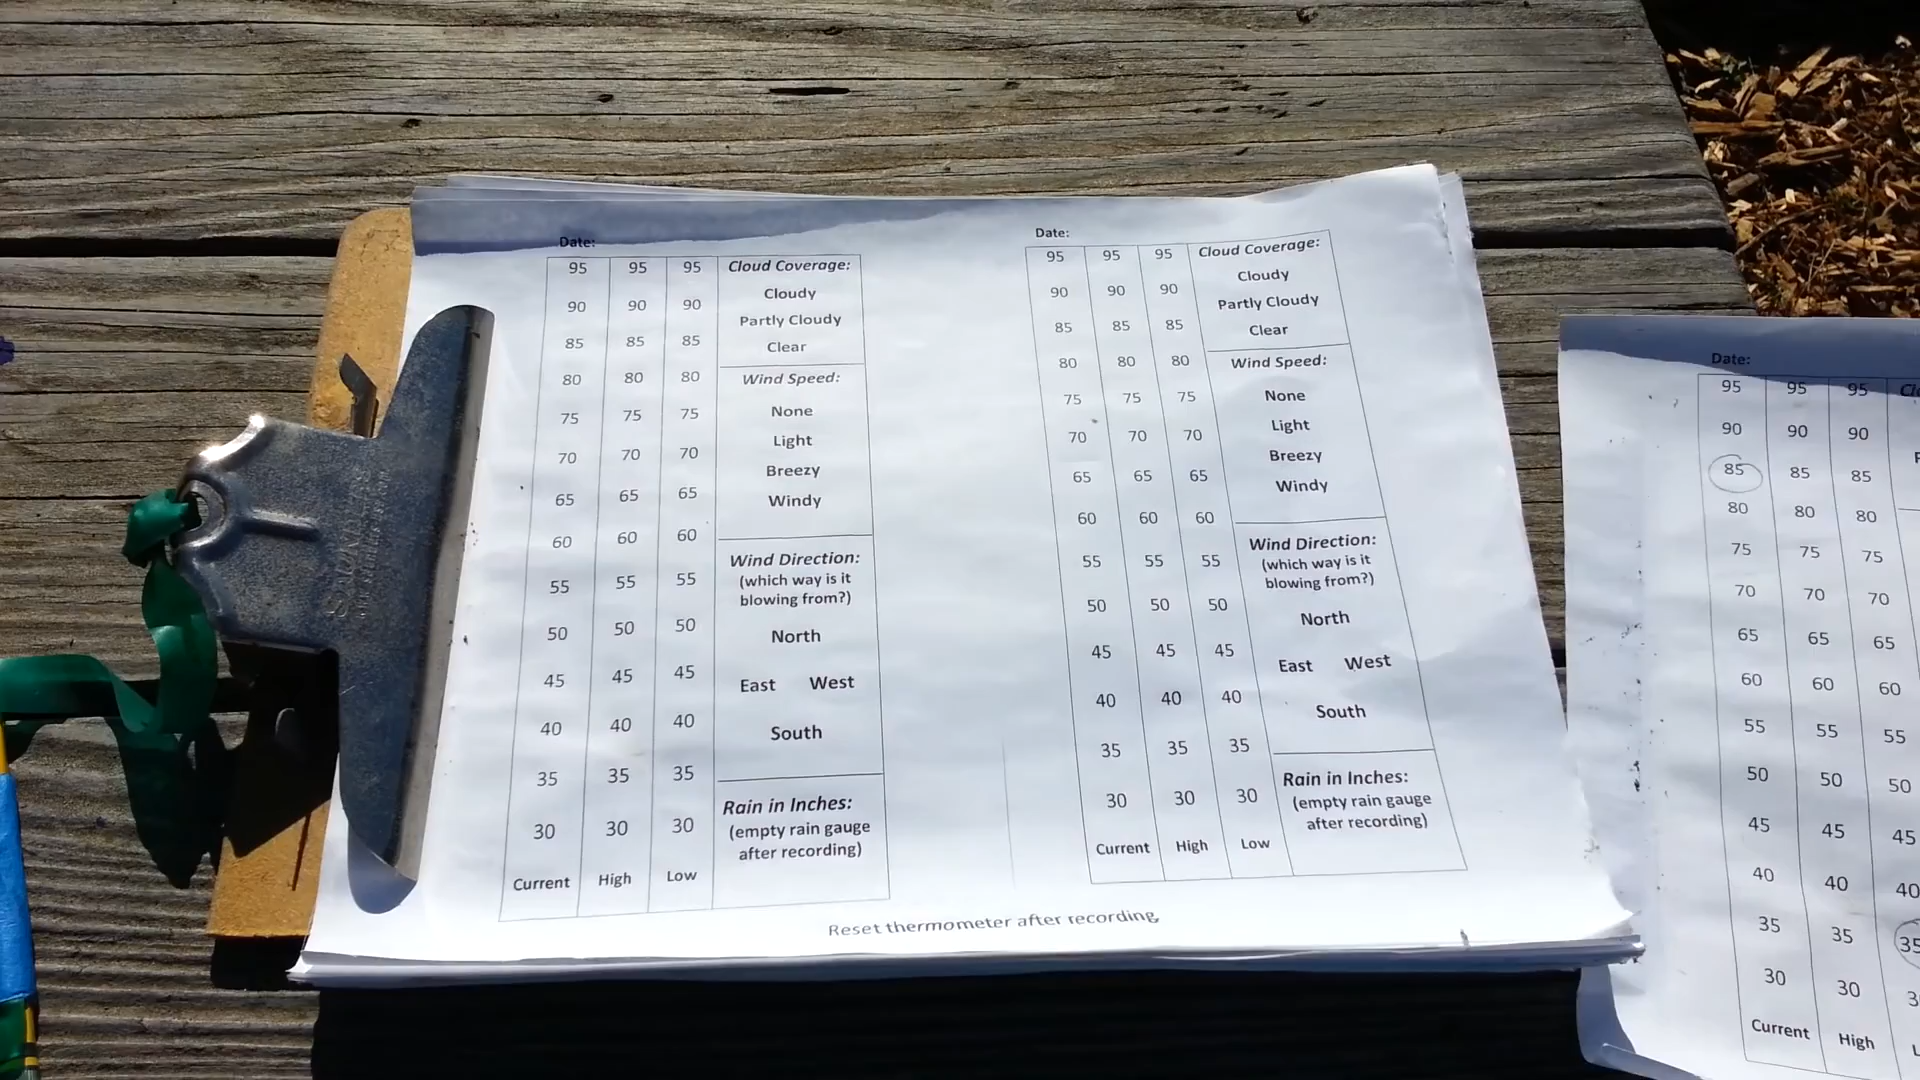 Date:
95 95 95 Cloud Coverage:
Cloudy
90 90 90
Partly Cloudy
85 85 85 Clear
80 80 80 Wind Speed:
75 75 75 None
Light
70 70 70
Breezy
65 65 65 Windy
60 60 60
Wind Direction:
55 55 55 (which way is it
blowing from?)
50 50 50 North
45 45 45 East West
40 40 40 South
35 35 35
Rain in Inches:
30 30 30 (empty rain gauge
after recording)
Current High Low
Date:
95 95 95 Cloud Coverage:
Cloudy
90 90 90 Partly Cloudy
85 85 85 Clear
80 80 80 Wind Speed:
75 75 75 None
Light
70 70 70
Breezy
65 65 65 Windy
60 60 60
Wind Direction:
55 55 55 (which way is it
blowing from?)
50 50 50 North
45 45 45 East West
40 40 40 South
35 35 35
Rain in Inches:
30 30 30 (empty rain gauge
after recording)
Current High Low
Reset thermometer after recording
Date:
95 95 95
90 90 90
85 85 85
80 80 80
75 75 75
70 70 70
65 65 65
60 60 60
55 55 55
50 50 50
45 45 45
40 40 40
35 35 35
30 30
Current High